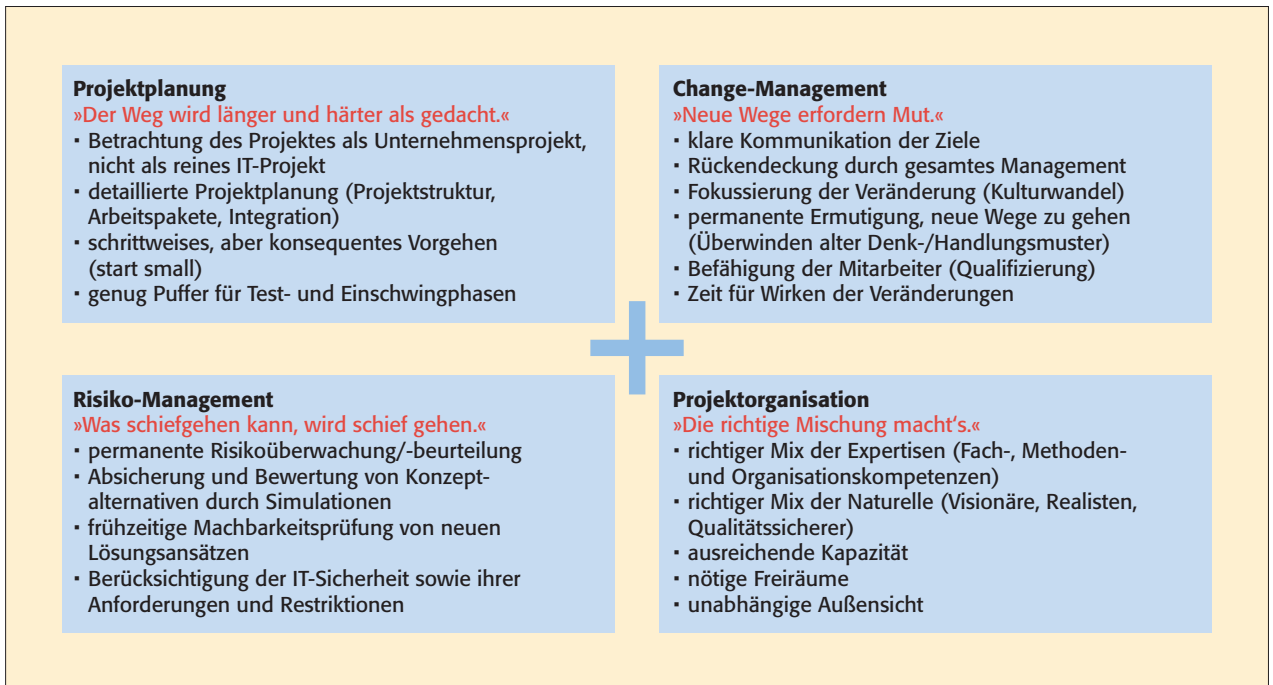 Projektplanung
»Der Weg wird länger und härter als gedacht.«
· Betrachtung des Projektes als Unternehmensprojekt,
nicht als reines IT-Projekt
· detaillierte Projektplanung (Projektstruktur,
Arbeitspakete, Integration)
· schrittweises, aber konsequentes Vorgehen
(start small)
· genug Puffer für Test- und Einschwingphasen
Change-Management
»Neue Wege erfordern Mut.«
· klare Kommunikation der Ziele
· Rückendeckung durch gesamtes Management
· Fokussierung der Veränderung (Kulturwandel)
· permanente Ermutigung, neue Wege zu gehen
(Überwinden alter Denk-/Handlungsmuster)
· Befähigung der Mitarbeiter (Qualifizierung)
· Zeit für Wirken der Veränderungen
Risiko-Management
»Was schiefgehen kann, wird schief gehen.«
· permanente Risikoüberwachung/-beurteilung
· Absicherung und Bewertung von Konzept-
alternativen durch Simulationen
· frühzeitige Machbarkeitsprüfung von neuen
Lösungsansätzen
· Berücksichtigung der IT-Sicherheit sowie ihrer
Anforderungen und Restriktionen
Projektorganisation
»Die richtige Mischung macht‘s.«
· richtiger Mix der Expertisen (Fach-, Methoden-
und Organisationskompetenzen)
· richtiger Mix der Naturelle (Visionäre, Realisten,
Qualitätssicherer)
· ausreichende Kapazität
· nötige Freiräume
· unabhängige Außensicht